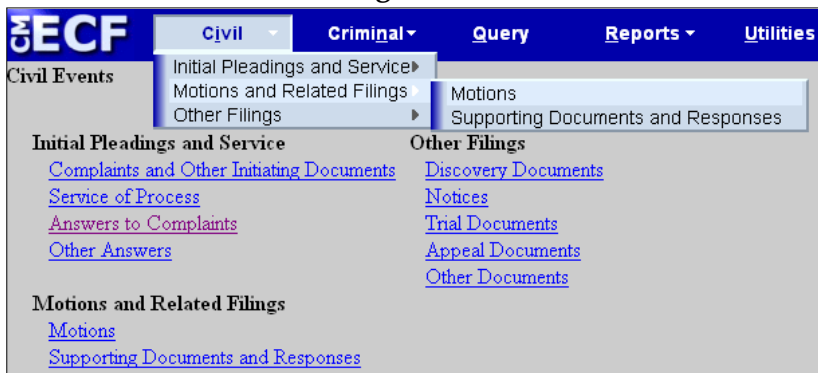 CM ECF Civil Criminal Query Reports Utilities
Initial Pleadings and Service
Civil Events
Motions and Related Filings Motions
Other Filings Supporting Documents and Responses
Initial Pleadings and Service
Complaints and Other Initiating Documents
Service of Process
Answers to Complaints
Other Answers
Motions and Related Filings
Motions
Supporting Documents and Responses
Other Filings
Discovery Documents
Notices
Trial Documents
Appeal Documents
Other Documents